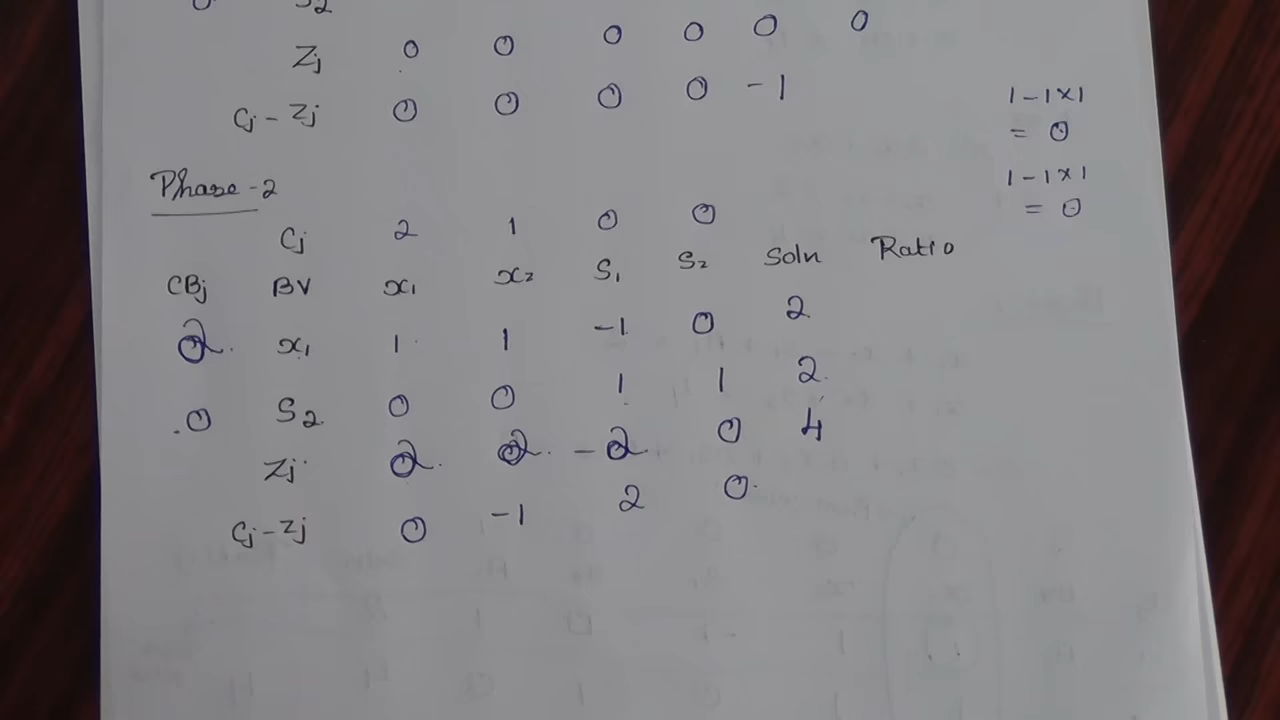 S2
Zj 0 0 0 0 0 0
Cj - Zj 0 0 0 0 -1
1-1×1
= 0
1-1×1
= 0
Phase-2
Cj 2 1 0 0
CBj BV x1 x2 S1 S2 Soln Ratio
2 x1 1 1 -1 0 2
0 S2 0 0 1 1 2
Zj 2 2 -2 0 4
Cj-Zj 0 -1 2 0